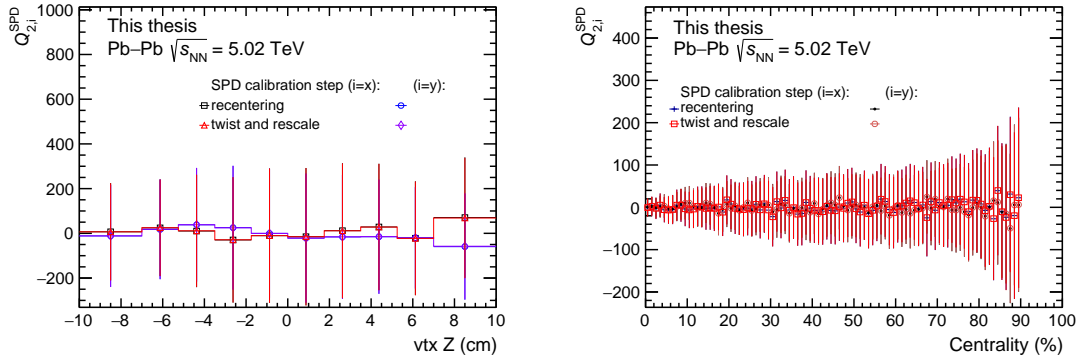 This thesis
Pb–Pb √s_NN = 5.02 TeV
SPD calibration step (i=x): (i=y):
recentering
twist and rescale
Q_{2,i}^{SPD}
1000
800
600
400
200
0
−200
−10 −8 −6 −4 −2 0 2 4 6 8 10
vtx Z (cm)
This thesis
Pb–Pb √s_NN = 5.02 TeV
SPD calibration step (i=x): (i=y):
recentering
twist and rescale
Q_{2,i}^{SPD}
400
300
200
100
0
−100
−200
0 10 20 30 40 50 60 70 80 90 100
Centrality (%)